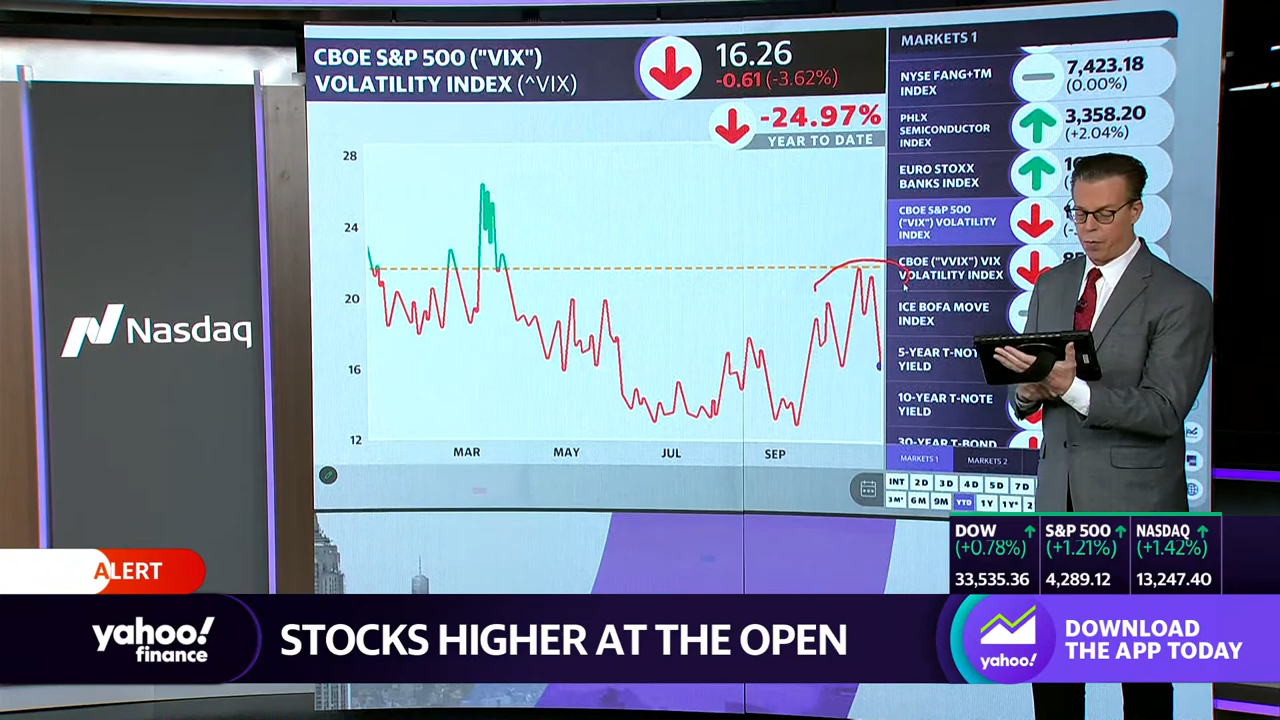 CBOE S&P 500 ("VIX")
VOLATILITY INDEX (^VIX)
16.26
-0.61 (-3.62%)
-24.97%
YEAR TO DATE
28
24
20
16
12
MAR
MAY
JUL
SEP
MARKETS 1
NYSE FANG+TM
INDEX
7,423.18
(0.00%)
PHLX
SEMICONDUCTOR
INDEX
3,358.20
(+2.04%)
EURO STOXX
BANKS INDEX
CBOE S&P 500
("VIX") VOLATILITY
INDEX
CBOE ("VVIX") VIX
VOLATILITY INDEX
ICE BOFA MOVE
INDEX
5-YEAR T-NOT
YIELD
10-YEAR T-NOTE
YIELD
30-YEAR T-BOND
MARKETS 1
MARKETS 2
INT 2D 3D 4D 5D 7D
3M* 6M 9M YTD 1Y 1Y* 2
Nasdaq
DOW
(+0.78%)
33,535.36
S&P 500
(+1.21%)
4,289.12
NASDAQ
(+1.42%)
13,247.40
ALERT
yahoo!
finance
STOCKS HIGHER AT THE OPEN
yahoo!
DOWNLOAD
THE APP TODAY